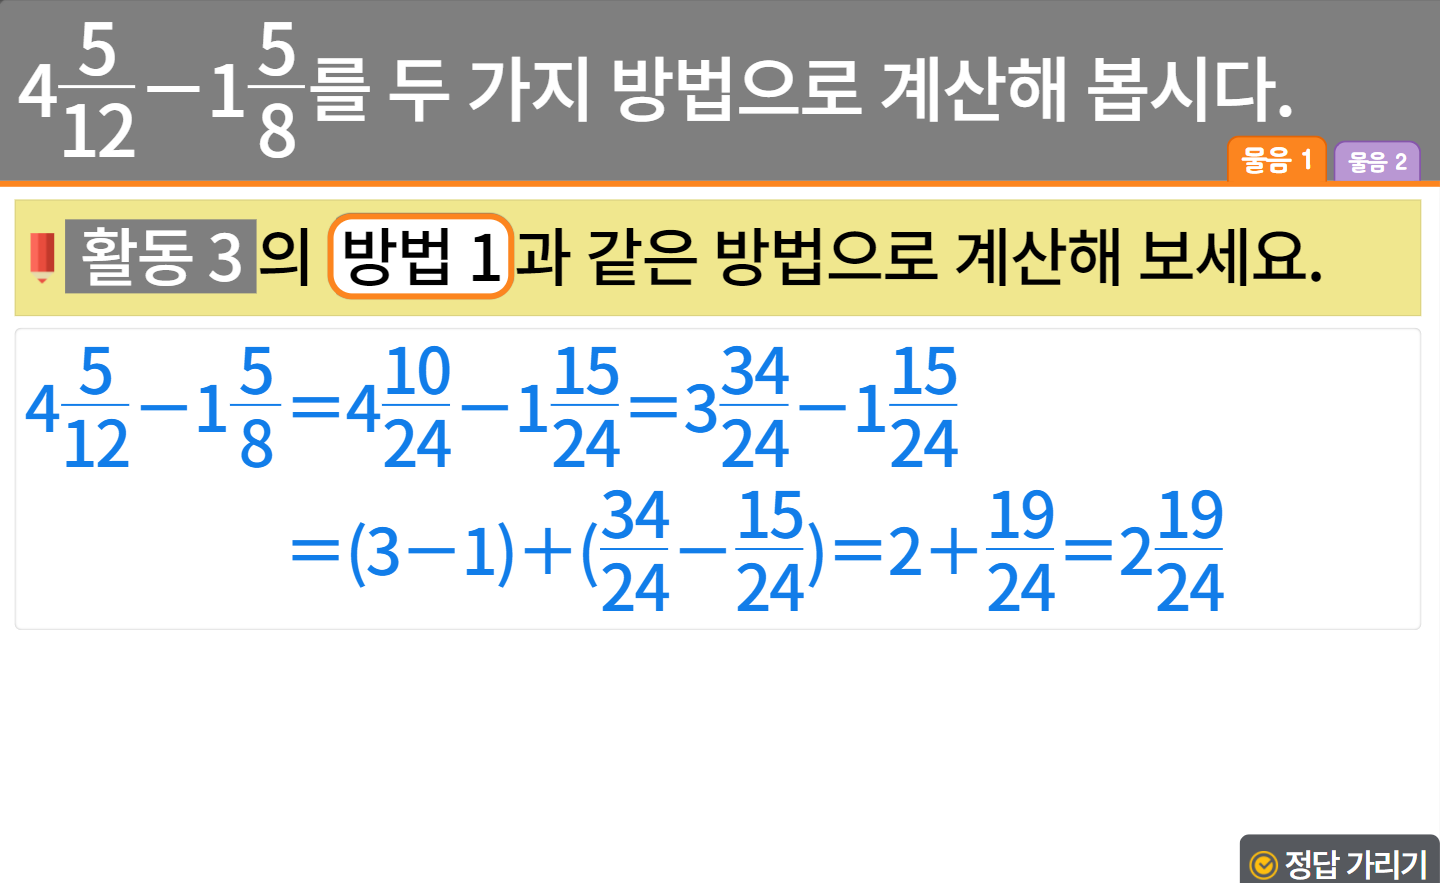 4 5/12 − 1 5/8를 두 가지 방법으로 계산해 봅시다.
물음 1 물음 2
활동 3의 방법 1과 같은 방법으로 계산해 보세요.
4 5/12 − 1 5/8 = 4 10/24 − 1 15/24 = 3 34/24 − 1 15/24
= (3 − 1) + (34/24 − 15/24) = 2 + 19/24 = 2 19/24
정답 가리기